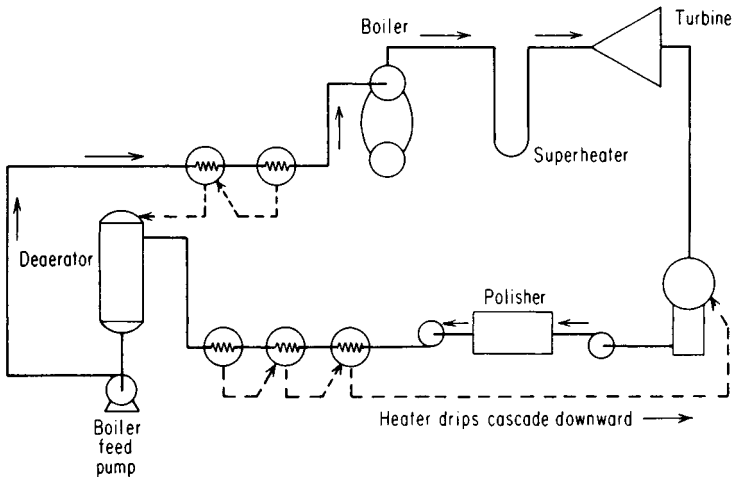 Boiler
Turbine
Superheater
Deaerator
Polisher
Heater drips cascade downward
Boiler
feed
pump